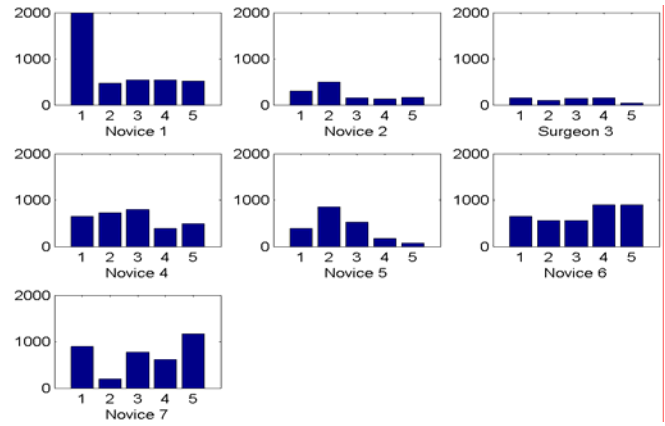 2000 2000 2000
1000 1000 1000
0 0 0
1 2 3 4 5 1 2 3 4 5 1 2 3 4 5
Novice 1 Novice 2 Surgeon 3
2000 2000 2000
1000 1000 1000
0 0 0
1 2 3 4 5 1 2 3 4 5 1 2 3 4 5
Novice 4 Novice 5 Novice 6
2000
1000
0
1 2 3 4 5
Novice 7